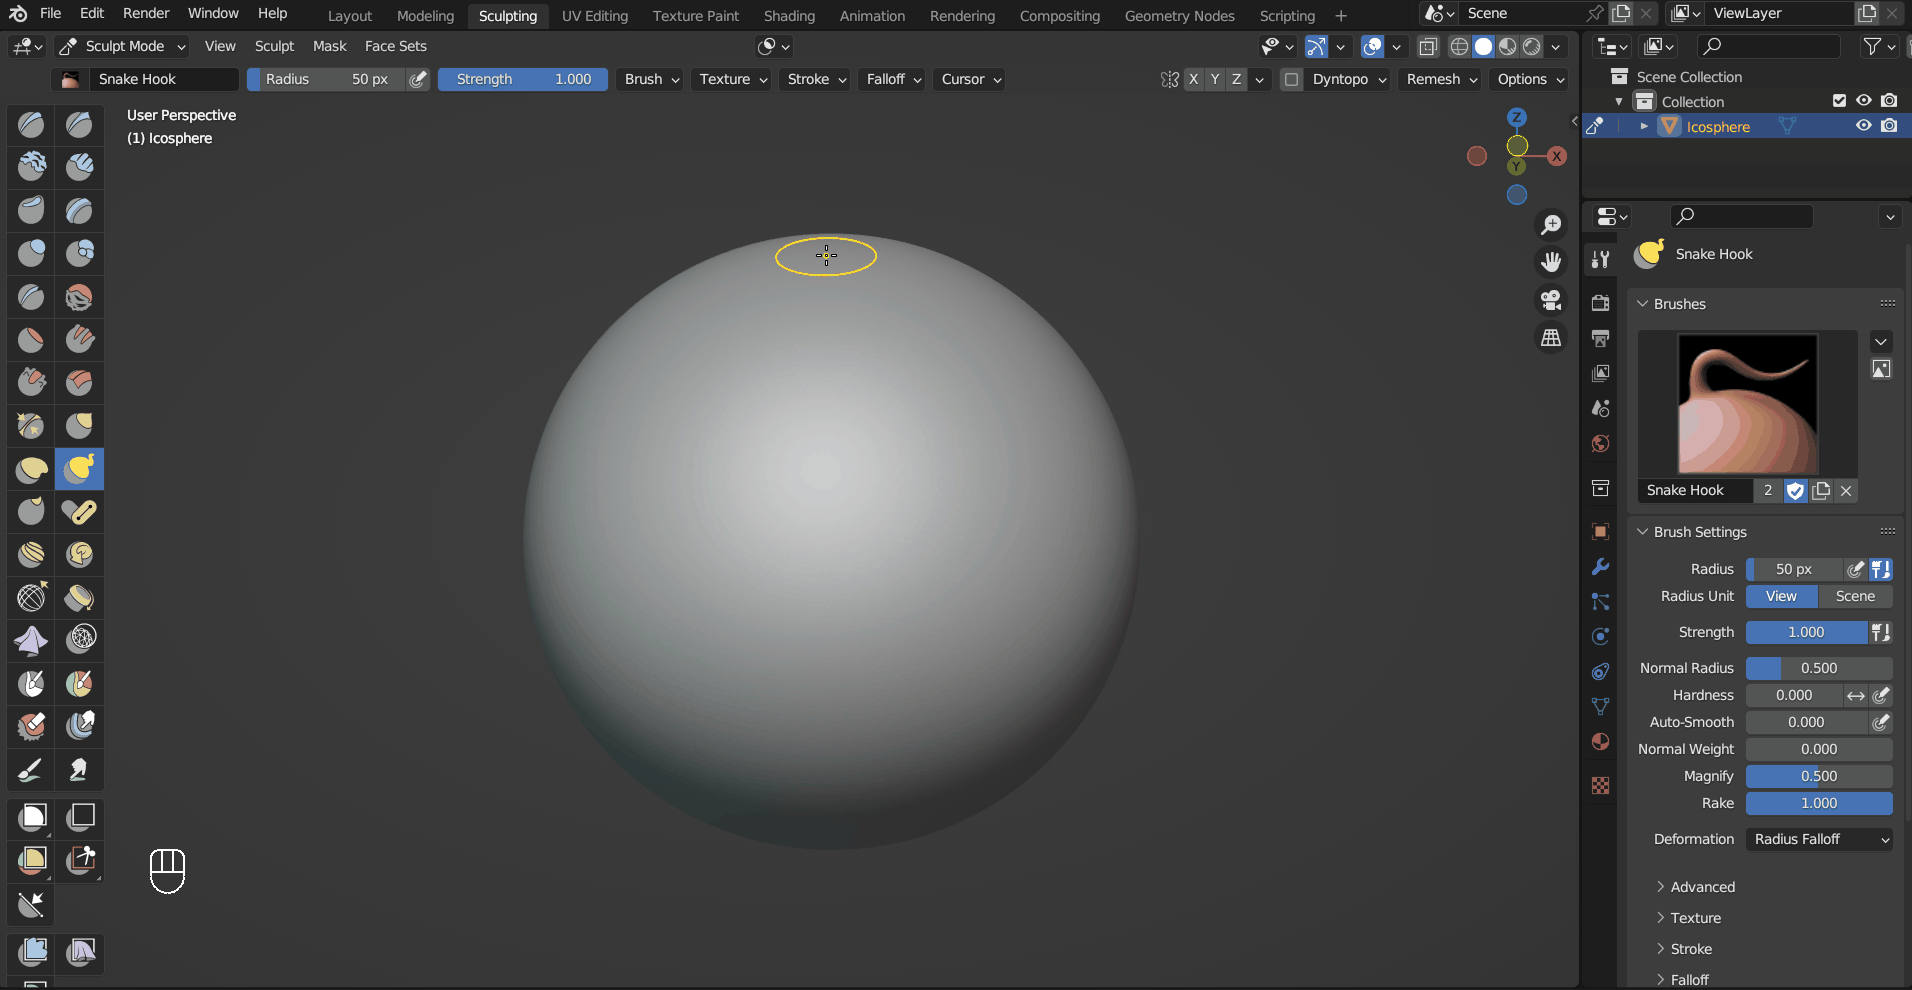 File Edit Render Window Help Layout Modeling Sculpting UV Editing Texture Paint Shading Animation Rendering Compositing Geometry Nodes Scripting + Scene ViewLayer
Sculpt Mode View Sculpt Mask Face Sets
Snake Hook Radius 50 px Strength 1.000 Brush Texture Stroke Falloff Cursor X Y Z Dyntopo Remesh Options
User Perspective
(1) Icosphere
Z
X
Y
Scene Collection
Collection
Icosphere
Snake Hook
Brushes
Snake Hook 2
Brush Settings
Radius 50 px
Radius Unit View Scene
Strength 1.000
Normal Radius 0.500
Hardness 0.000
Auto-Smooth 0.000
Normal Weight 0.000
Magnify 0.500
Rake 1.000
Deformation Radius Falloff
Advanced
Texture
Stroke
Falloff